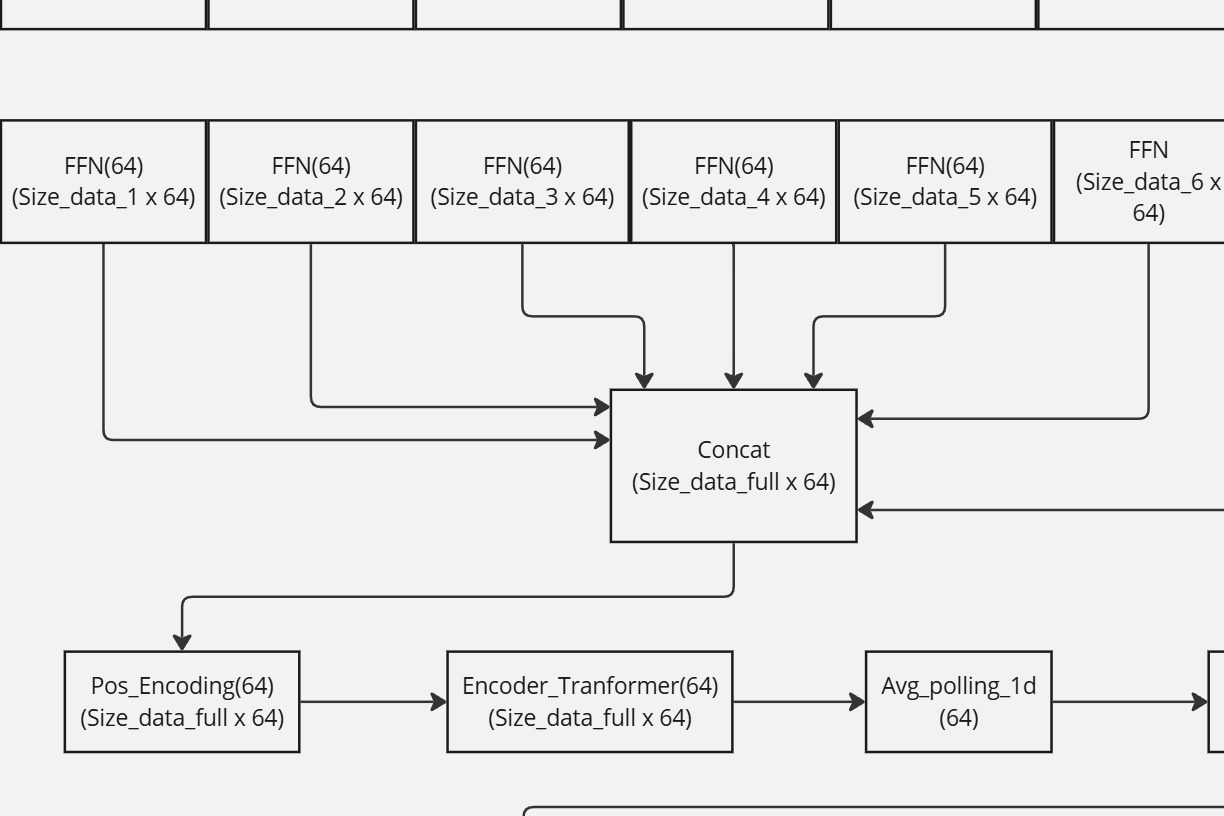 FFN(64)
(Size_data_1 x 64)
FFN(64)
(Size_data_2 x 64)
FFN(64)
(Size_data_3 x 64)
FFN(64)
(Size_data_4 x 64)
FFN(64)
(Size_data_5 x 64)
FFN
(Size_data_6 x
64)
Concat
(Size_data_full x 64)
Pos_Encoding(64)
(Size_data_full x 64)
Encoder_Tranformer(64)
(Size_data_full x 64)
Avg_polling_1d
(64)